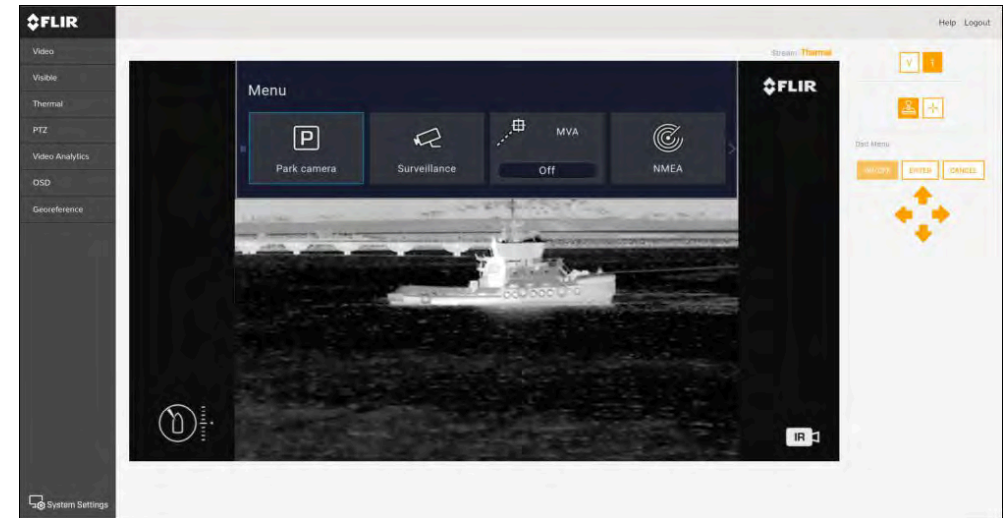 FLIR
Help Logout
Video
Visible
Thermal
PTZ
Video Analytics
OSD
Georeference
System Settings
Stream: Thermal
Menu
FLIR
P
Park camera
Surveillance
MVA
Off
NMEA
IR
V
ENTER
CANCEL